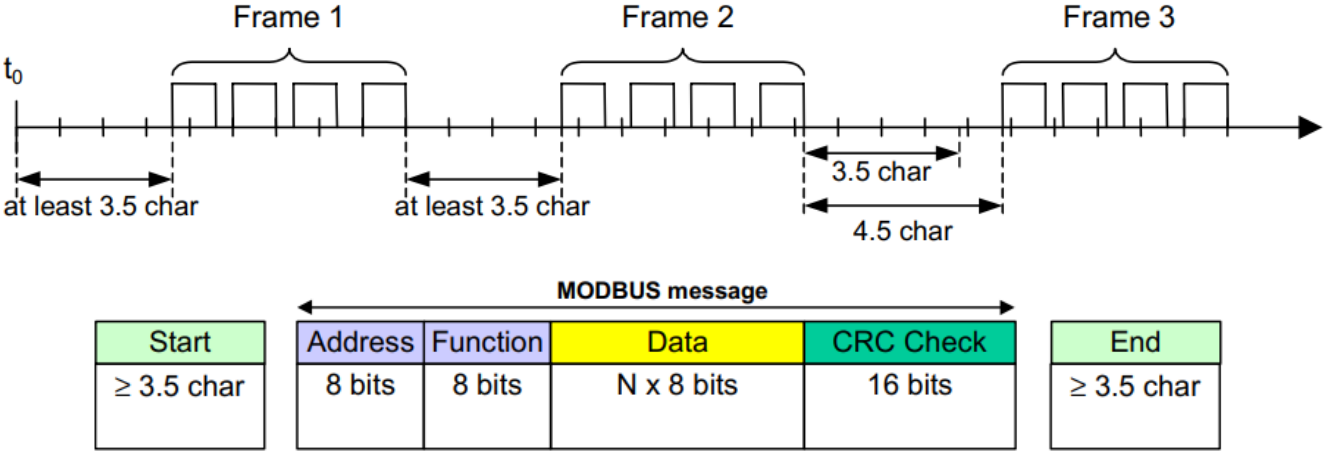 Frame 1
Frame 2
Frame 3
t0
at least 3.5 char
at least 3.5 char
3.5 char
4.5 char
MODBUS message
Start
Address
Function
Data
CRC Check
End
≥ 3.5 char
8 bits
8 bits
N x 8 bits
16 bits
≥ 3.5 char